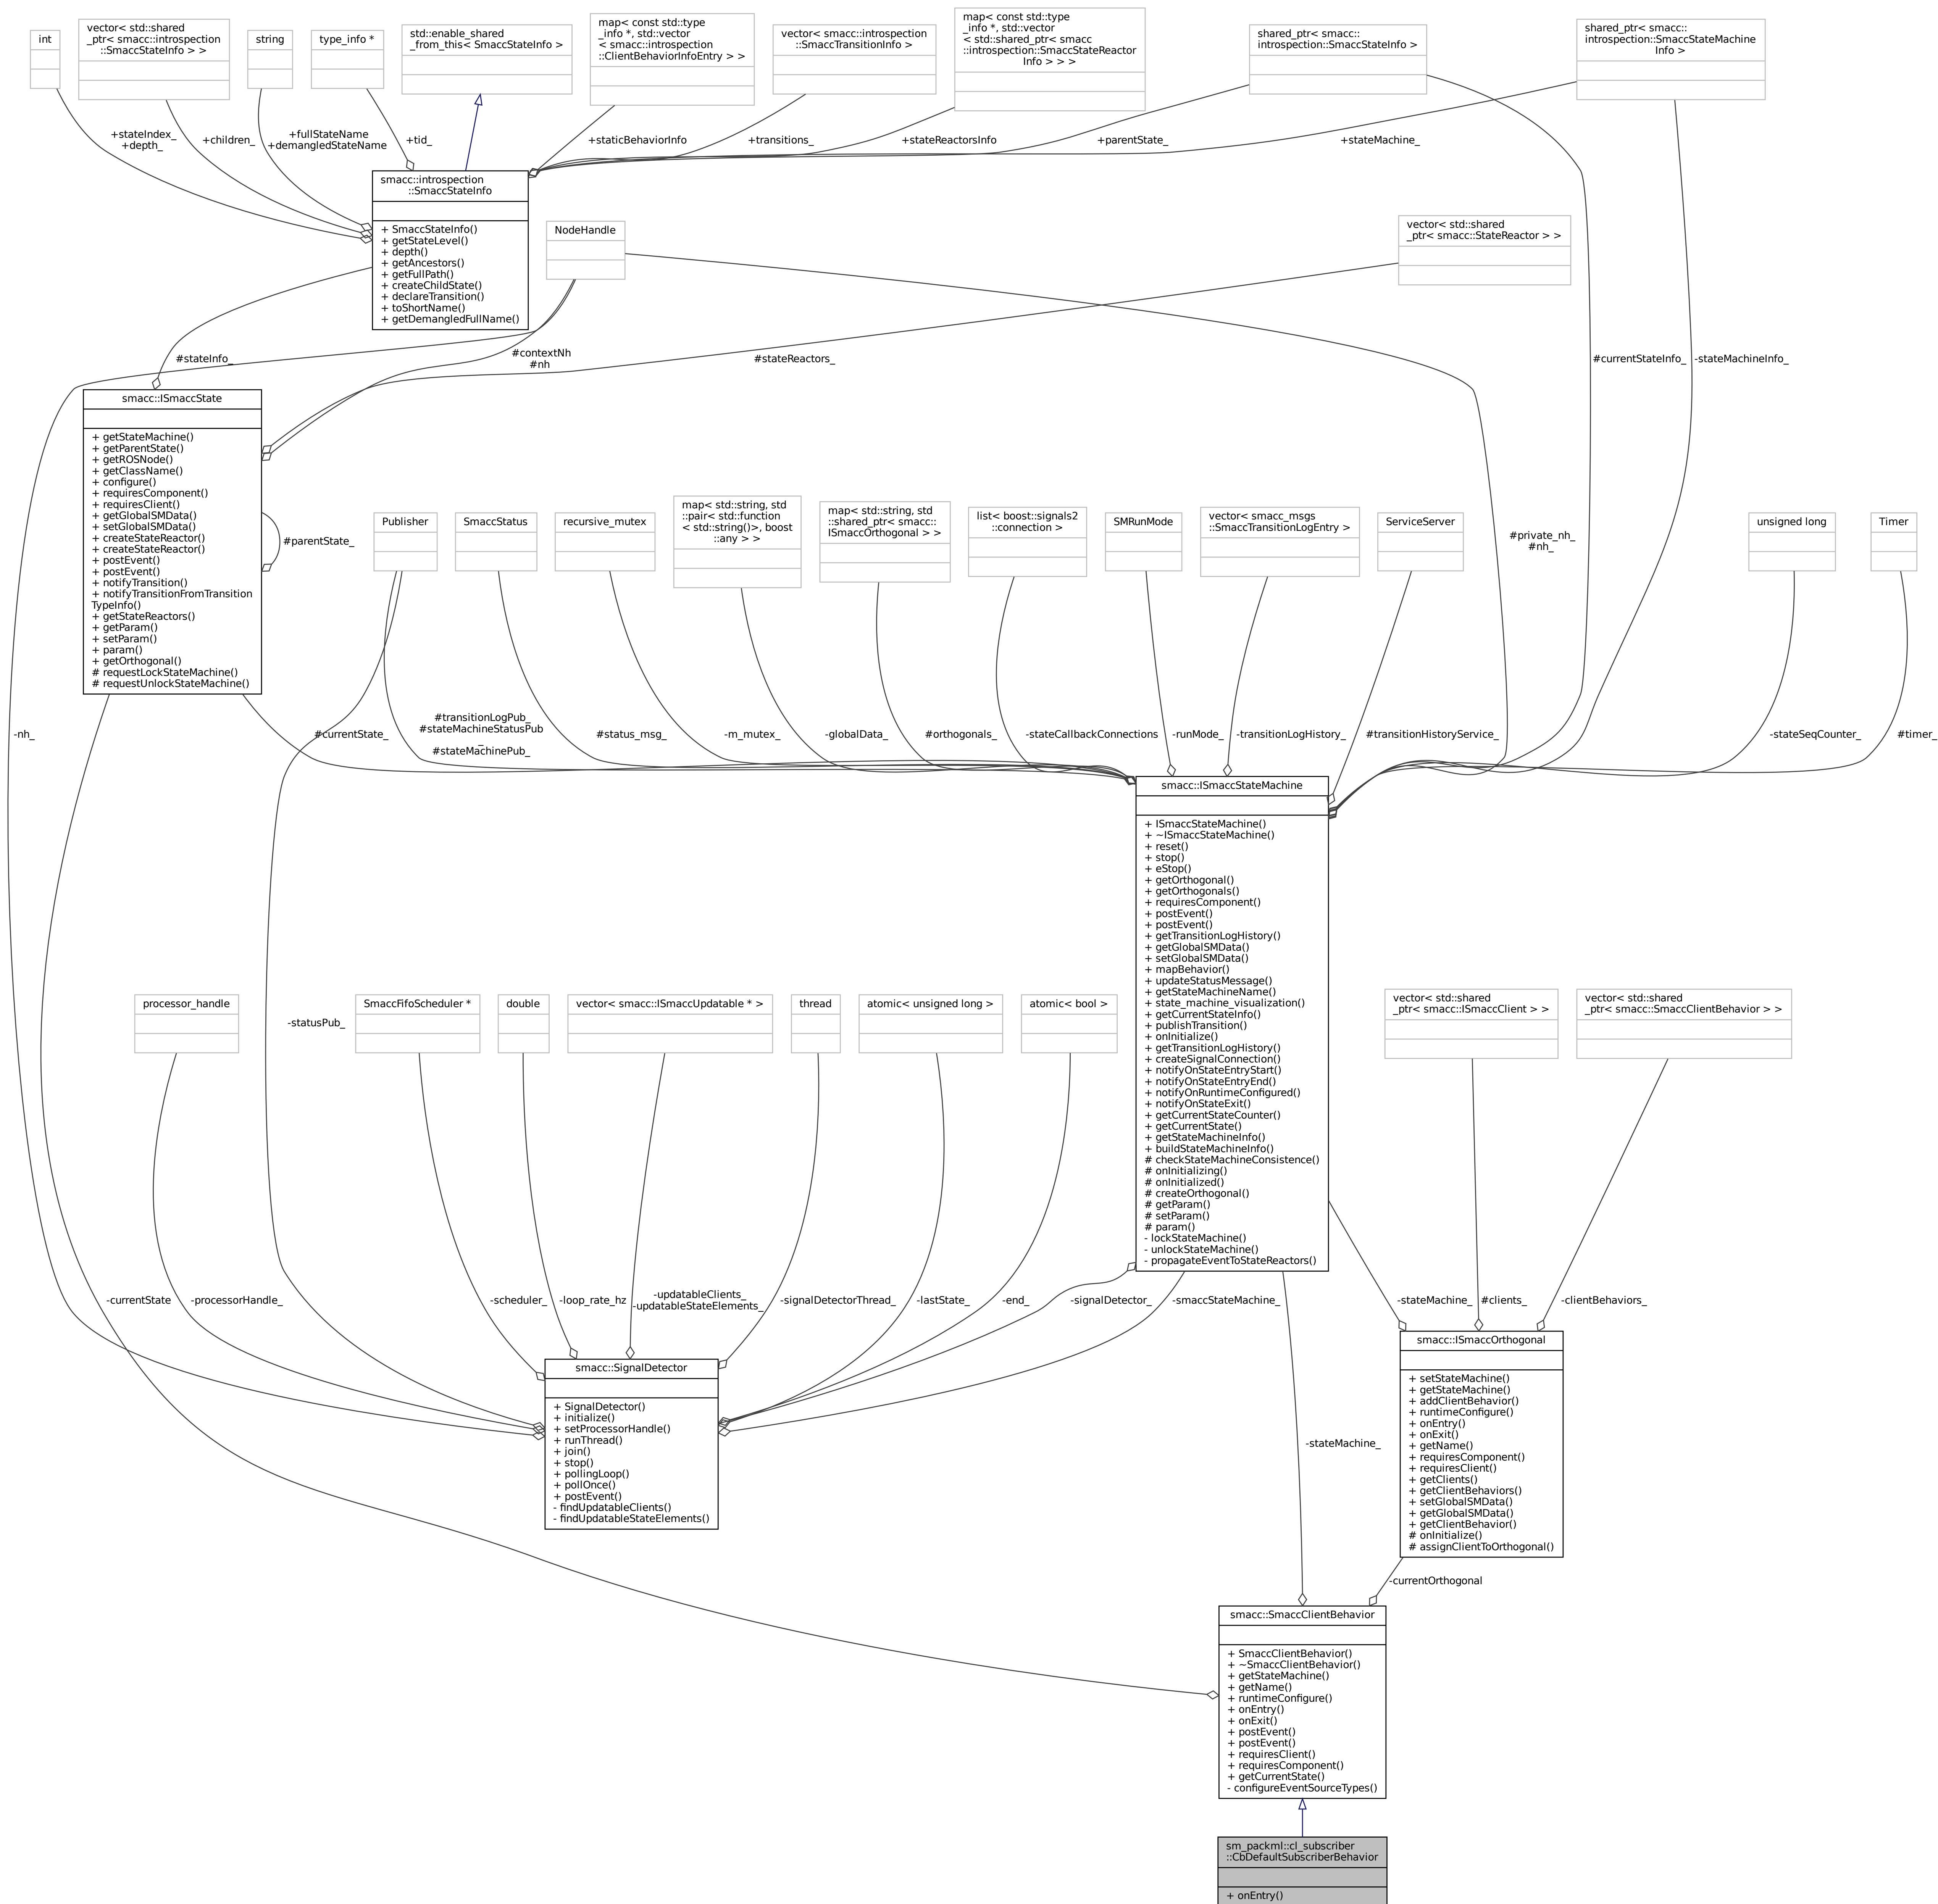 int
vector< std::shared
_ptr< smacc::introspection
::SmaccStateInfo > >
string
type_info *
std::enable_shared
_from_this< SmaccStateInfo >
map< const std::type
_info *, std::vector
< smacc::introspection
::ClientBehaviorInfoEntry > >
vector< smacc::introspection
::SmaccTransitionInfo >
map< const std::type
_info *, std::vector
< std::shared_ptr< smacc
::introspection::SmaccStateReactor
Info > > >
shared_ptr< smacc::
introspection::SmaccStateInfo >
shared_ptr< smacc::
introspection::SmaccStateMachine
Info >
+stateIndex_
+depth_
+children_
+fullStateName
+demangledStateName
+tid_
+staticBehaviorInfo
+transitions_
+stateReactorsInfo
+parentState_
+stateMachine_
smacc::introspection
::SmaccStateInfo
+ SmaccStateInfo()
+ getStateLevel()
+ depth()
+ getAncestors()
+ getFullPath()
+ createChildState()
+ declareTransition()
+ toShortName()
+ getDemangledFullName()
NodeHandle
vector< std::shared
_ptr< smacc::StateReactor > >
#stateInfo_
#contextNh
#nh
#stateReactors_
#currentStateInfo_
-stateMachineInfo_
smacc::ISmaccState
+ getStateMachine()
+ getParentState()
+ getROSNode()
+ getClassName()
+ configure()
+ requiresComponent()
+ requiresClient()
+ getGlobalSMData()
+ setGlobalSMData()
+ createStateReactor()
+ createStateReactor()
+ postEvent()
+ postEvent()
+ notifyTransition()
+ notifyTransitionFromTransition
TypeInfo()
+ getStateReactors()
+ getParam()
+ setParam()
+ param()
+ getOrthogonal()
# requestLockStateMachine()
# requestUnlockStateMachine()
#parentState_
Publisher
SmaccStatus
recursive_mutex
map< std::string, std
::pair< std::function
< std::string()>, boost
::any > >
map< std::string, std
::shared_ptr< smacc::
ISmaccOrthogonal > >
list< boost::signals2
::connection >
SMRunMode
vector< smacc_msgs
::SmaccTransitionLogEntry >
ServiceServer
#private_nh_
#nh_
unsigned long
Timer
-nh_
#currentState_
#transitionLogPub_
#stateMachineStatusPub
_
#stateMachinePub_
#status_msg_
-m_mutex_
-globalData_
#orthogonals_
-stateCallbackConnections
-runMode_
-transitionLogHistory_
#transitionHistoryService_
-stateSeqCounter_
#timer_
smacc::ISmaccStateMachine
+ ISmaccStateMachine()
+ ~ISmaccStateMachine()
+ reset()
+ stop()
+ eStop()
+ getOrthogonal()
+ getOrthogonals()
+ requiresComponent()
+ postEvent()
+ postEvent()
+ getTransitionLogHistory()
+ getGlobalSMData()
+ setGlobalSMData()
+ mapBehavior()
+ updateStatusMessage()
+ getStateMachineName()
+ state_machine_visualization()
+ getCurrentStateInfo()
+ publishTransition()
+ onInitialize()
+ getTransitionLogHistory()
+ createSignalConnection()
+ notifyOnStateEntryStart()
+ notifyOnStateEntryEnd()
+ notifyOnRuntimeConfigured()
+ notifyOnStateExit()
+ getCurrentStateCounter()
+ getCurrentState()
+ getStateMachineInfo()
+ buildStateMachineInfo()
# checkStateMachineConsistence()
# onInitializing()
# onInitialized()
# createOrthogonal()
# getParam()
# setParam()
# param()
- lockStateMachine()
- unlockStateMachine()
- propagateEventToStateReactors()
processor_handle
-statusPub_
SmaccFifoScheduler *
double
vector< smacc::ISmaccUpdatable * >
thread
atomic< unsigned long >
atomic< bool >
vector< std::shared
_ptr< smacc::ISmaccClient > >
vector< std::shared
_ptr< smacc::SmaccClientBehavior > >
-currentState
-processorHandle_
-scheduler_
-loop_rate_hz
-updatableClients_
-updatableStateElements_
-signalDetectorThread_
-lastState_
-end_
-signalDetector_
-smaccStateMachine_
-stateMachine_
#clients_
-clientBehaviors_
smacc::SignalDetector
+ SignalDetector()
+ initialize()
+ setProcessorHandle()
+ runThread()
+ join()
+ stop()
+ pollingLoop()
+ pollOnce()
+ postEvent()
- findUpdatableClients()
- findUpdatableStateElements()
-stateMachine_
smacc::ISmaccOrthogonal
+ setStateMachine()
+ getStateMachine()
+ addClientBehavior()
+ runtimeConfigure()
+ onEntry()
+ onExit()
+ getName()
+ requiresComponent()
+ requiresClient()
+ getClients()
+ getClientBehaviors()
+ setGlobalSMData()
+ getGlobalSMData()
+ getClientBehavior()
# onInitialize()
# assignClientToOrthogonal()
-currentOrthogonal
smacc::SmaccClientBehavior
+ SmaccClientBehavior()
+ ~SmaccClientBehavior()
+ getStateMachine()
+ getName()
+ runtimeConfigure()
+ onEntry()
+ onExit()
+ postEvent()
+ postEvent()
+ requiresClient()
+ requiresComponent()
+ getCurrentState()
- configureEventSourceTypes()
sm_packml::cl_subscriber
::CbDefaultSubscriberBehavior
+ onEntry()